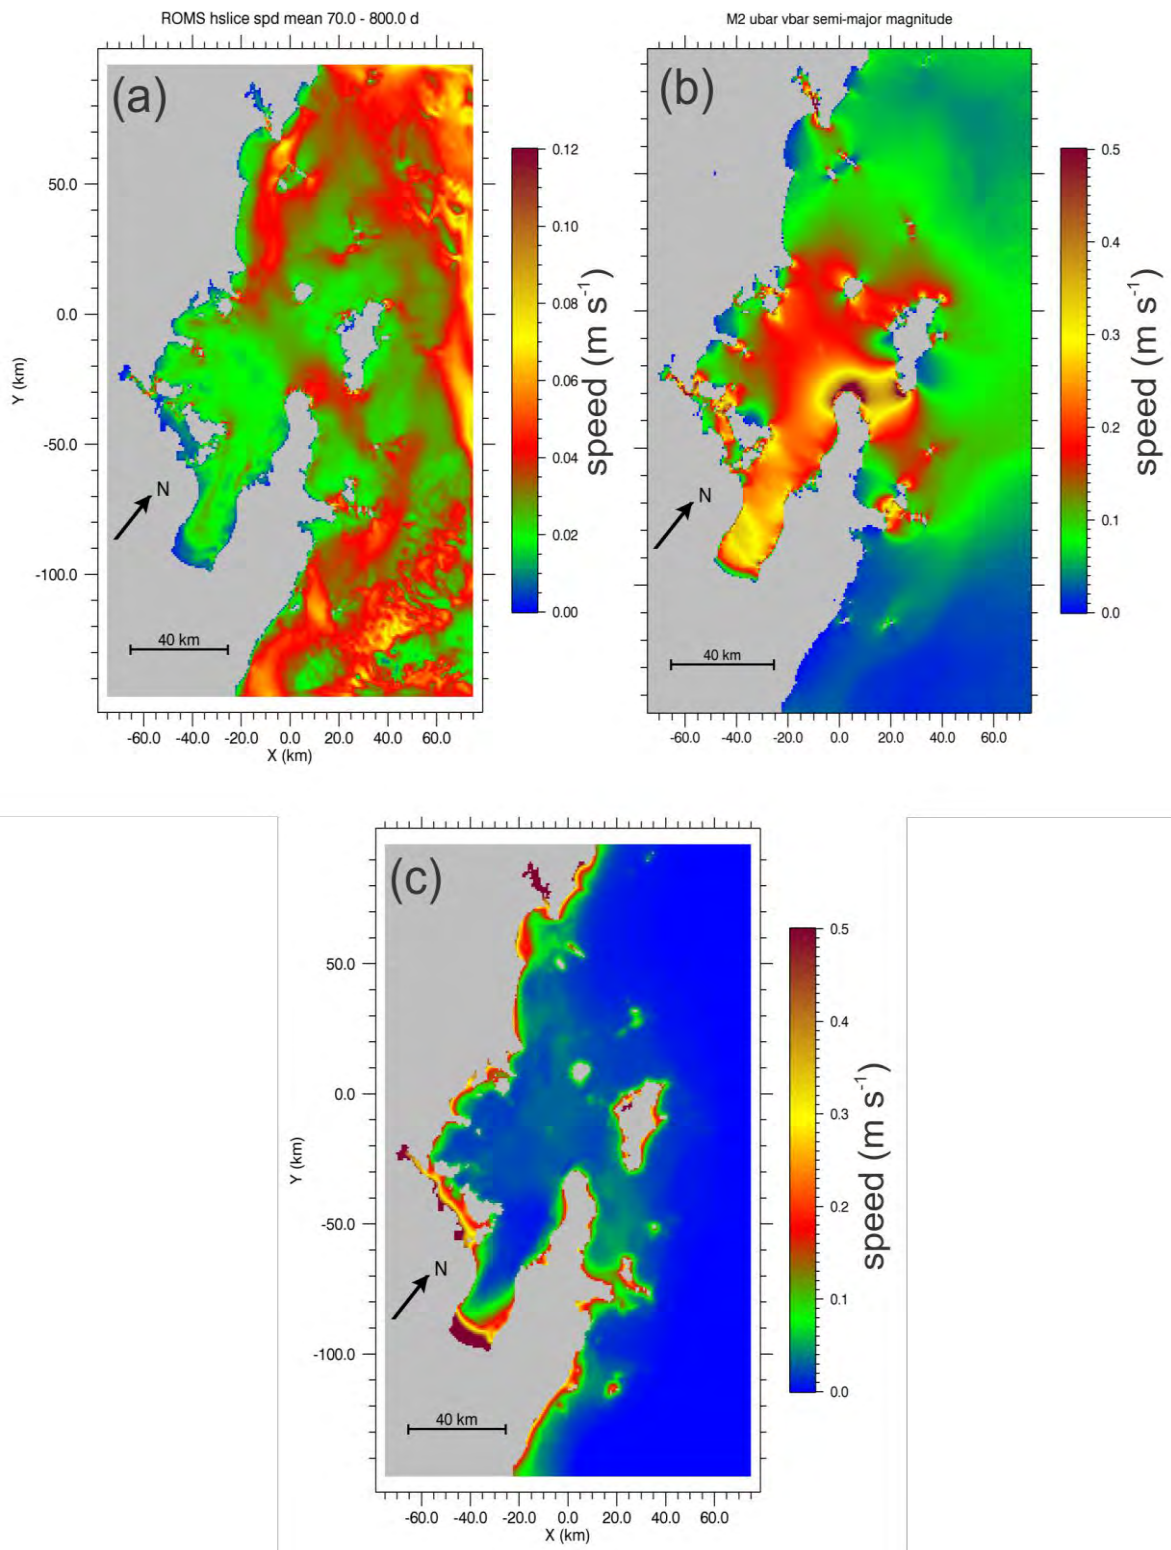 ROMS hslice spd mean 70.0 - 800.0 d
(a)
50.0
0.0
-50.0
-100.0
Y (km)
N
40 km
-60.0 -40.0 -20.0 0.0 20.0 40.0 60.0
X (km)
0.12
0.10
0.08
0.06
0.04
0.02
0.00
speed (m s-1)
M2 ubar vbar semi-major magnitude
(b)
N
40 km
-60.0 -40.0 -20.0 0.0 20.0 40.0 60.0
0.5
0.4
0.3
0.2
0.1
0.0
speed (m s-1)
(c)
50.0
0.0
-50.0
-100.0
Y (km)
N
40 km
-60.0 -40.0 -20.0 0.0 20.0 40.0 60.0
X (km)
0.5
0.4
0.3
0.2
0.1
0.0
speed (m s-1)